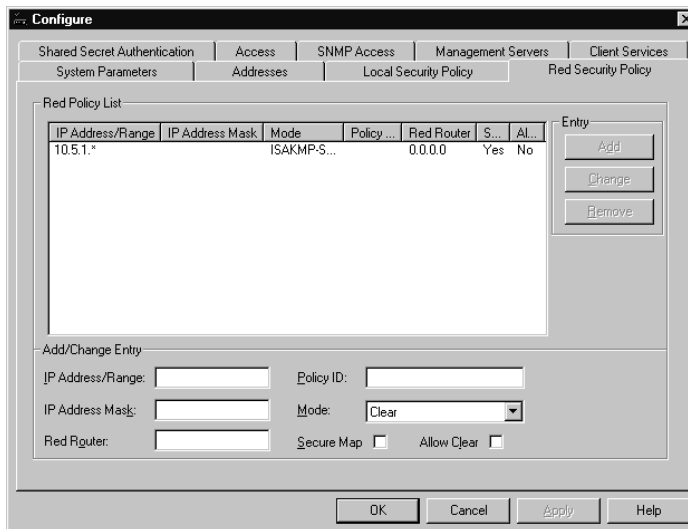 Configure
Shared Secret Authentication Access SNMP Access Management Servers Client Services
System Parameters Addresses Local Security Policy Red Security Policy
Red Policy List
IP Address/Range IP Address Mask Mode Policy ... Red Router S... Al...
10.5.1.* ISAKMP-S... 0.0.0.0 Yes No
Entry
Add
Change
Remove
Add/Change Entry
IP Address/Range: Policy ID:
IP Address Mask: Mode: Clear
Red Router: Secure Map Allow Clear
OK Cancel Apply Help